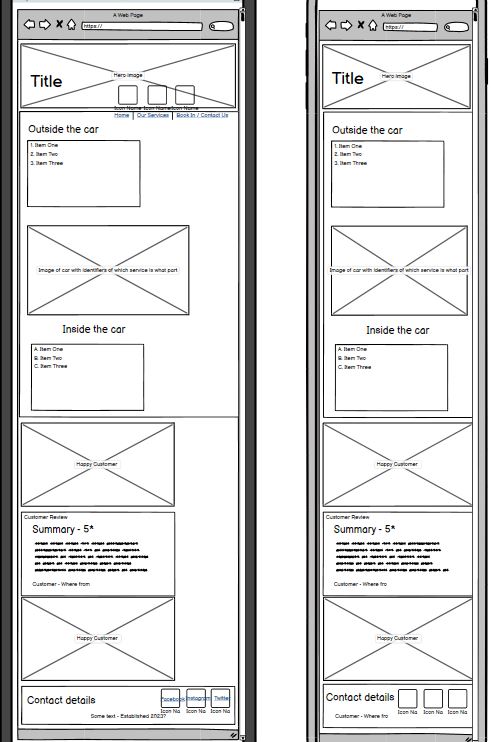 A Web Page
https://
Hero Image
Title
Icon Name Icon Name Icon Name
Home | Our Services | Book In / Contact Us
Outside the car
1. Item One
2. Item Two
3. Item Three
Image of car with identifiers of which service is what part
Inside the car
A. Item One
B. Item Two
C. Item Three
Happy Customer
Customer Review
Summary - 5*
Customer - Where from
Happy Customer
Contact details
Facebook Instagram Twitter
Icon Na Icon Na Icon Na
Some text - Established 2023?
A Web Page
https://
Hero Image
Title
Outside the car
1. Item One
2. Item Two
3. Item Three
Image of car with identifiers of which service is what part
Inside the car
A. Item One
B. Item Two
C. Item Three
Happy Customer
Customer Review
Summary - 5*
Customer - Where fro
Happy Customer
Contact details
Icon Na Icon Na Icon Na
Customer - Where fro